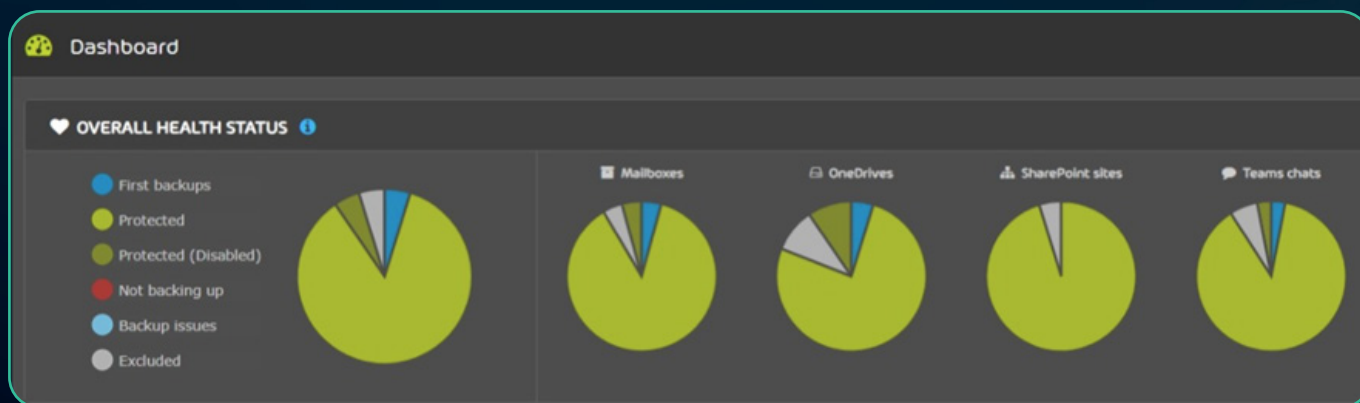 Dashboard
OVERALL HEALTH STATUS
First backups
Protected
Protected (Disabled)
Not backing up
Backup issues
Excluded
Mailboxes
OneDrives
SharePoint sites
Teams chats